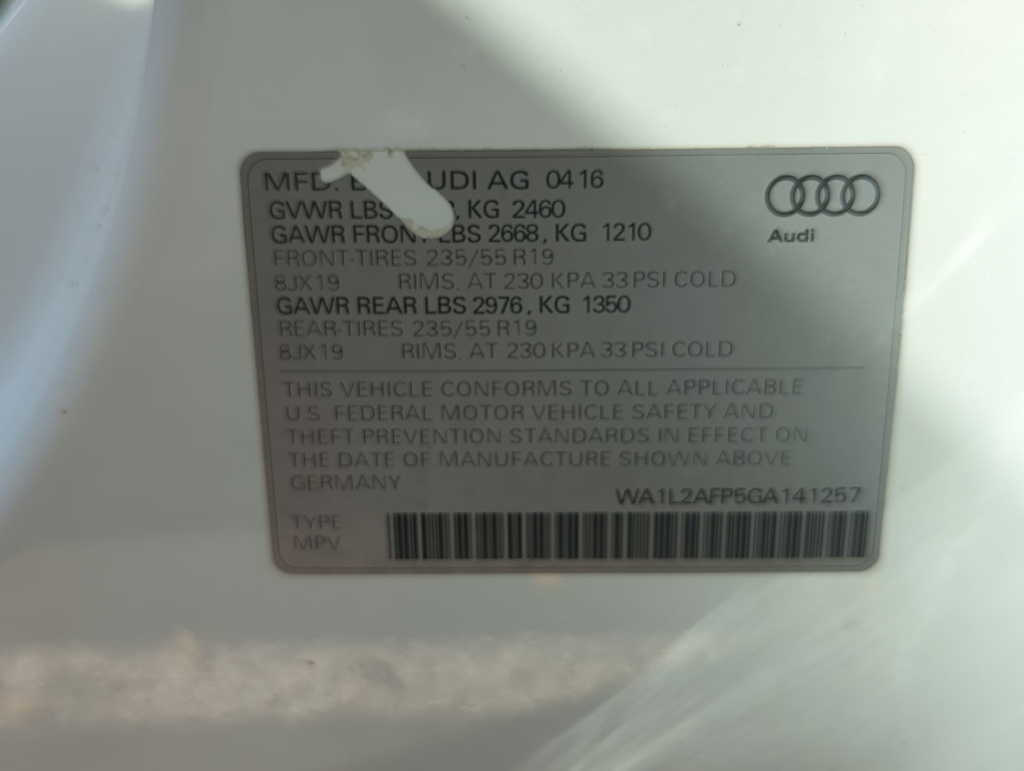 MFD. B UDI AG 04 16
GVWR LBS , KG 2460
GAWR FRONT LBS 2668, KG 1210
FRONT-TIRES 235/55 R19
8JX19 RIMS, AT 230 KPA 33 PSI COLD
GAWR REAR LBS 2976, KG 1350
REAR-TIRES 235/55 R19
8JX19 RIMS, AT 230 KPA 33 PSI COLD
Audi
THIS VEHICLE CONFORMS TO ALL APPLICABLE
U.S. FEDERAL MOTOR VEHICLE SAFETY AND
THEFT PREVENTION STANDARDS IN EFFECT ON
THE DATE OF MANUFACTURE SHOWN ABOVE
GERMANY
WA1L2AFP5GA141257
TYPE
MPV